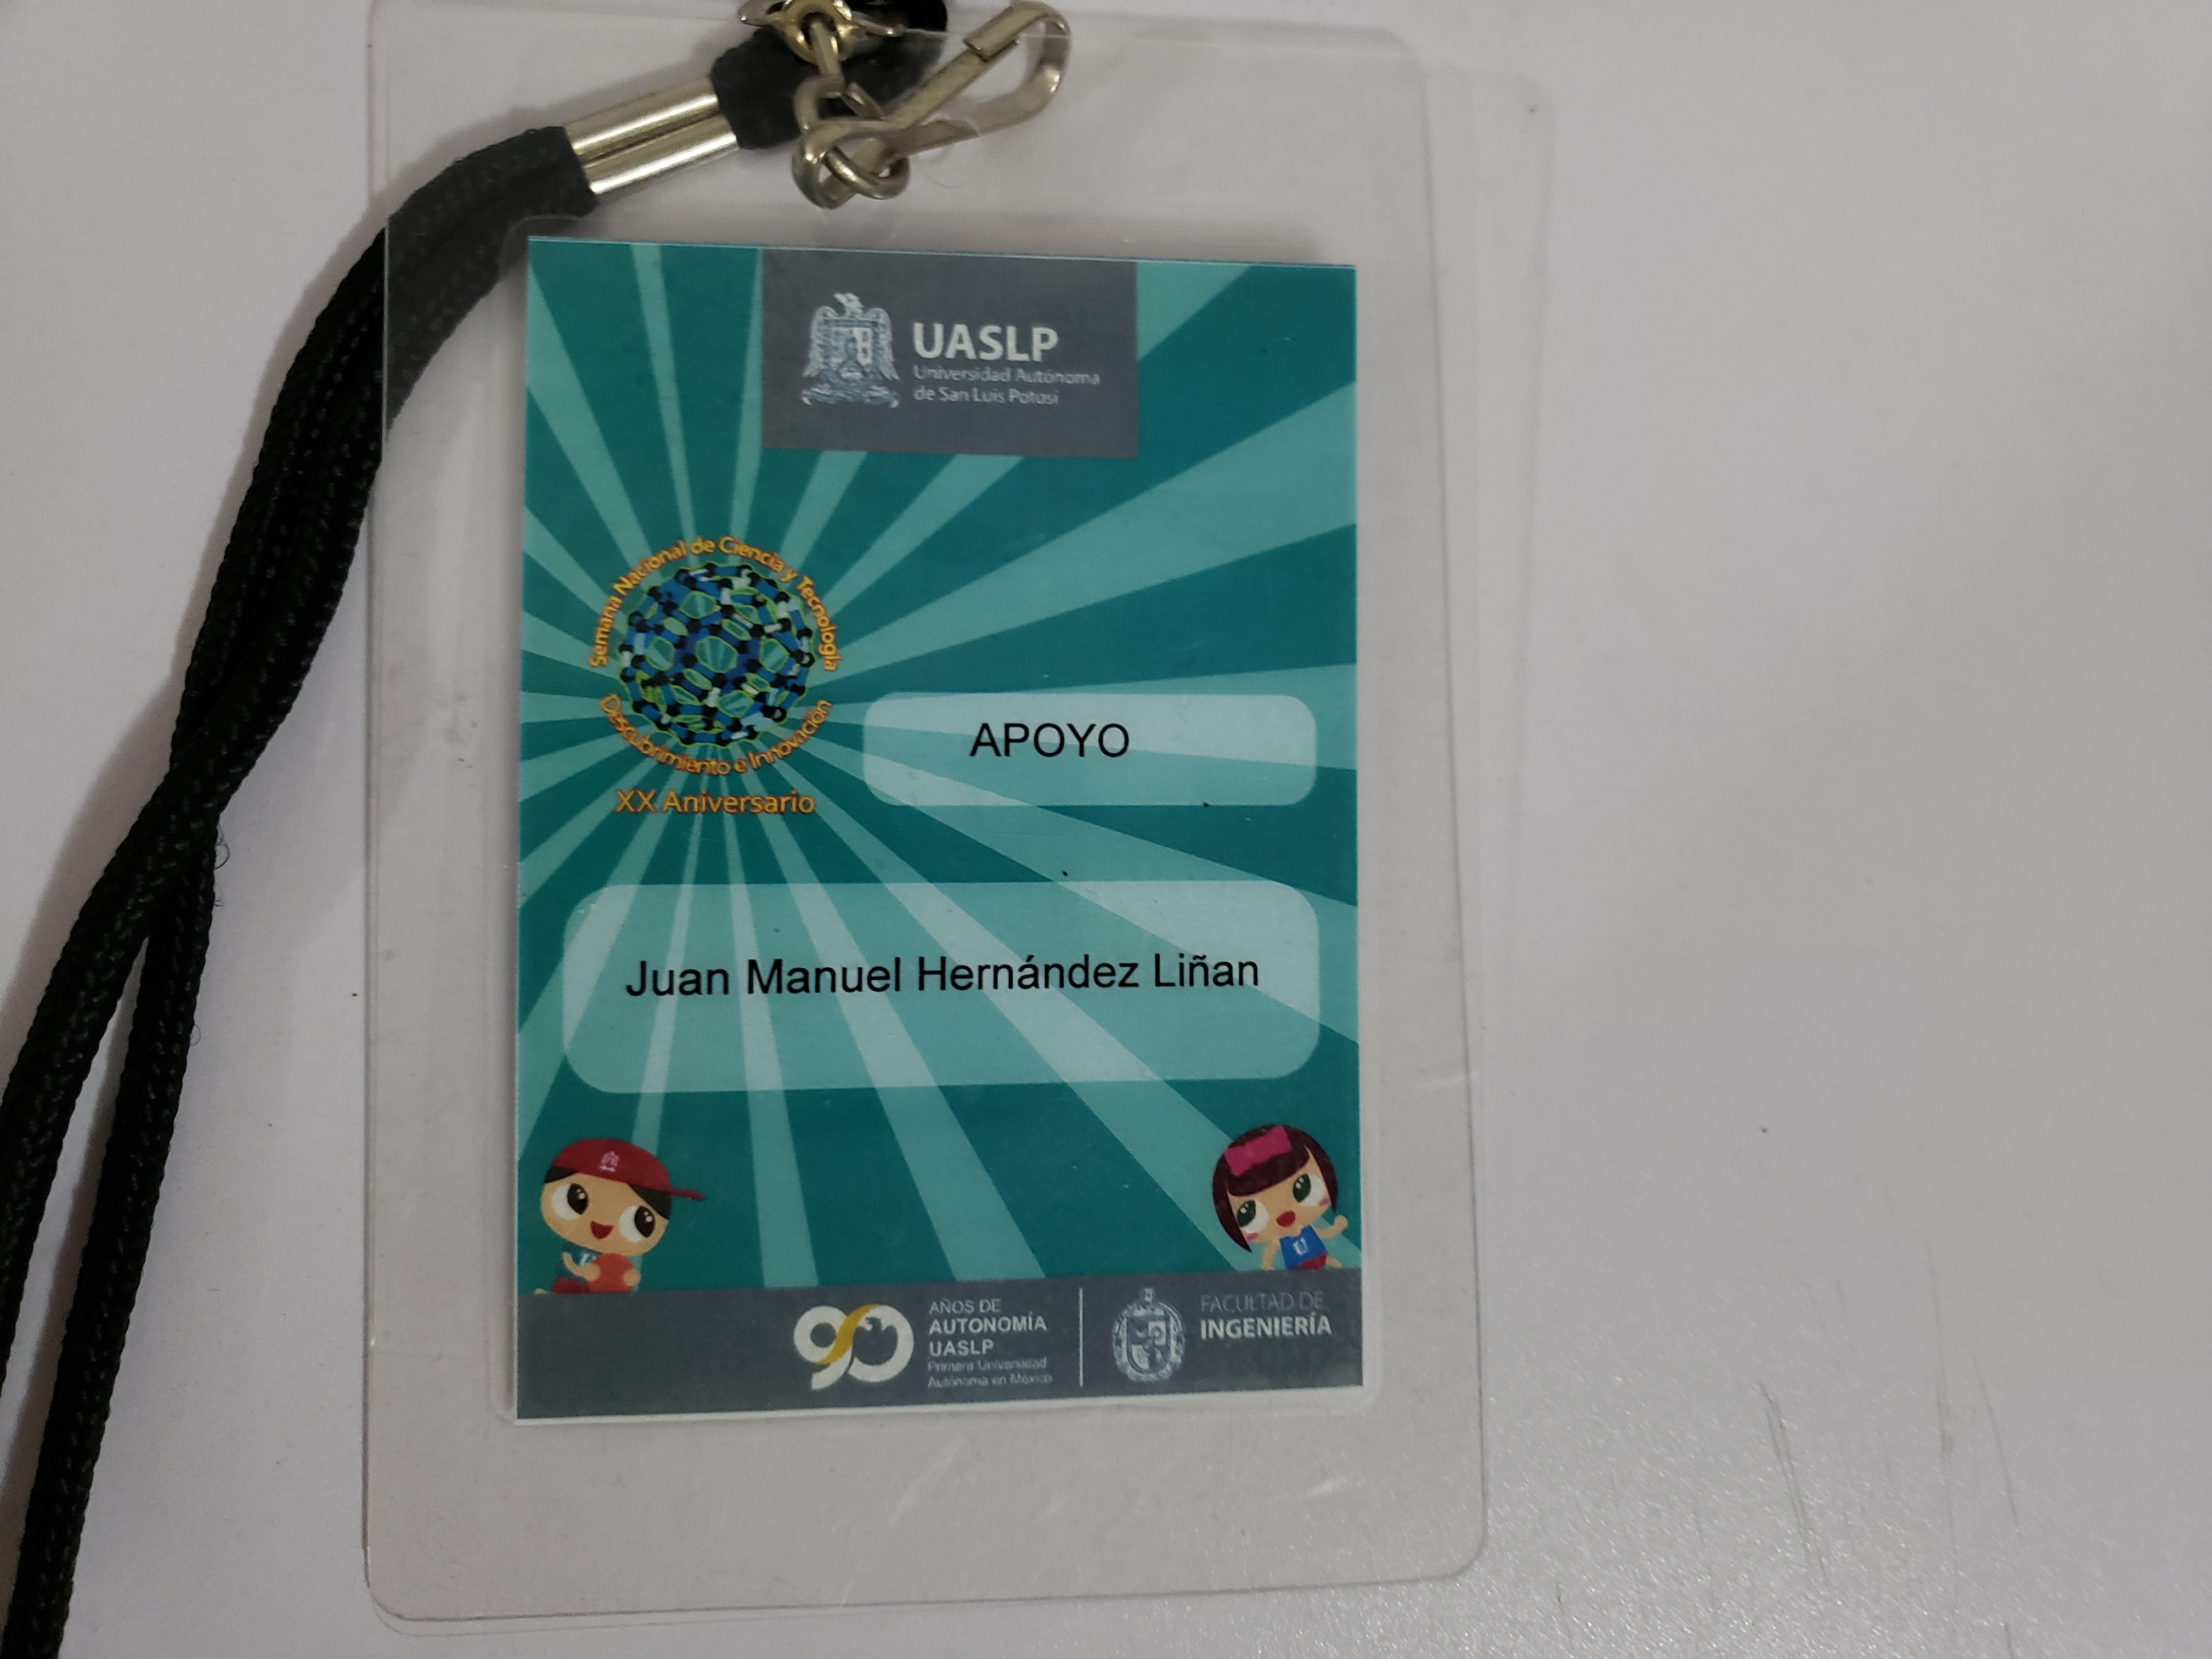 UASLP
Universidad Autónoma
de San Luis Potosí
Semana Nacional de Ciencia y Tecnología
Descubrimiento e Innovación
XX Aniversario
APOYO
Juan Manuel Hernández Liñan
U
90
AÑOS DE
AUTONOMÍA
UASLP
Primera Universidad
Autónoma en México
FACULTAD DE
INGENIERÍA